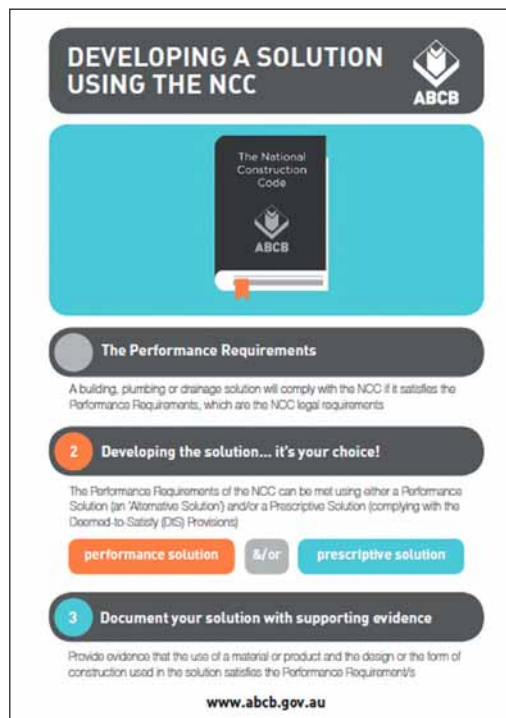 DEVELOPING A SOLUTION
USING THE NCC
ABCB
The National
Construction
Code
ABCB
The Performance Requirements
A building, plumbing or drainage solution will comply with the NCC if it satisfies the
Performance Requirements, which are the NCC legal requirements
2 Developing the solution... it's your choice!
The Performance Requirements of the NCC can be met using either a Performance
Solution (an 'Alternative Solution') and/or a Prescriptive Solution (complying with the
Deemed-to-Satisfy (DtS) Provisions)
performance solution &/or prescriptive solution
3 Document your solution with supporting evidence
Provide evidence that the use of a material or product and the design or the form of
construction used in the solution satisfies the Performance Requirement/s
www.abcb.gov.au